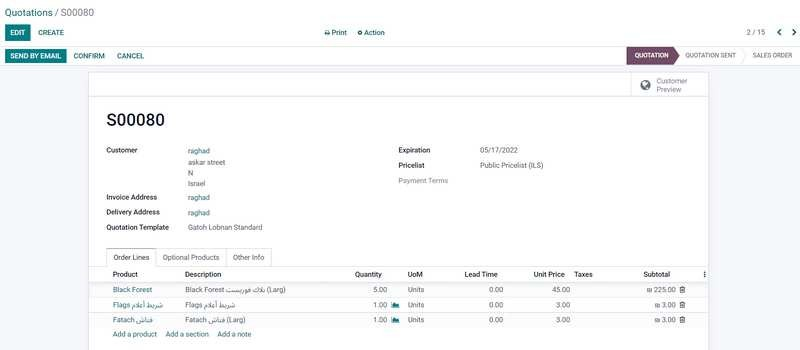 Quotations / S00080
EDIT CREATE Print Action 2 / 15
SEND BY EMAIL CONFIRM CANCEL QUOTATION QUOTATION SENT SALES ORDER
Customer Preview
S00080
Customer raghad Expiration 05/17/2022
askar street Pricelist Public Pricelist (ILS)
N Payment Terms
Israel
Invoice Address raghad
Delivery Address raghad
Quotation Template Gatoh Lobnan Standard
Order Lines Optional Products Other Info
Product Description Quantity UoM Lead Time Unit Price Taxes Subtotal
Black Forest Black Forest بلاك فوريست (Larg) 5.00 Units 0.00 45.00 ₪ 225.00
Flags شريط أعلام Flags شريط أعلام 1.00 Units 0.00 3.00 ₪ 3.00
Fatach فتاش Fatach فتاش (Larg) 1.00 Units 0.00 3.00 ₪ 3.00
Add a product Add a section Add a note